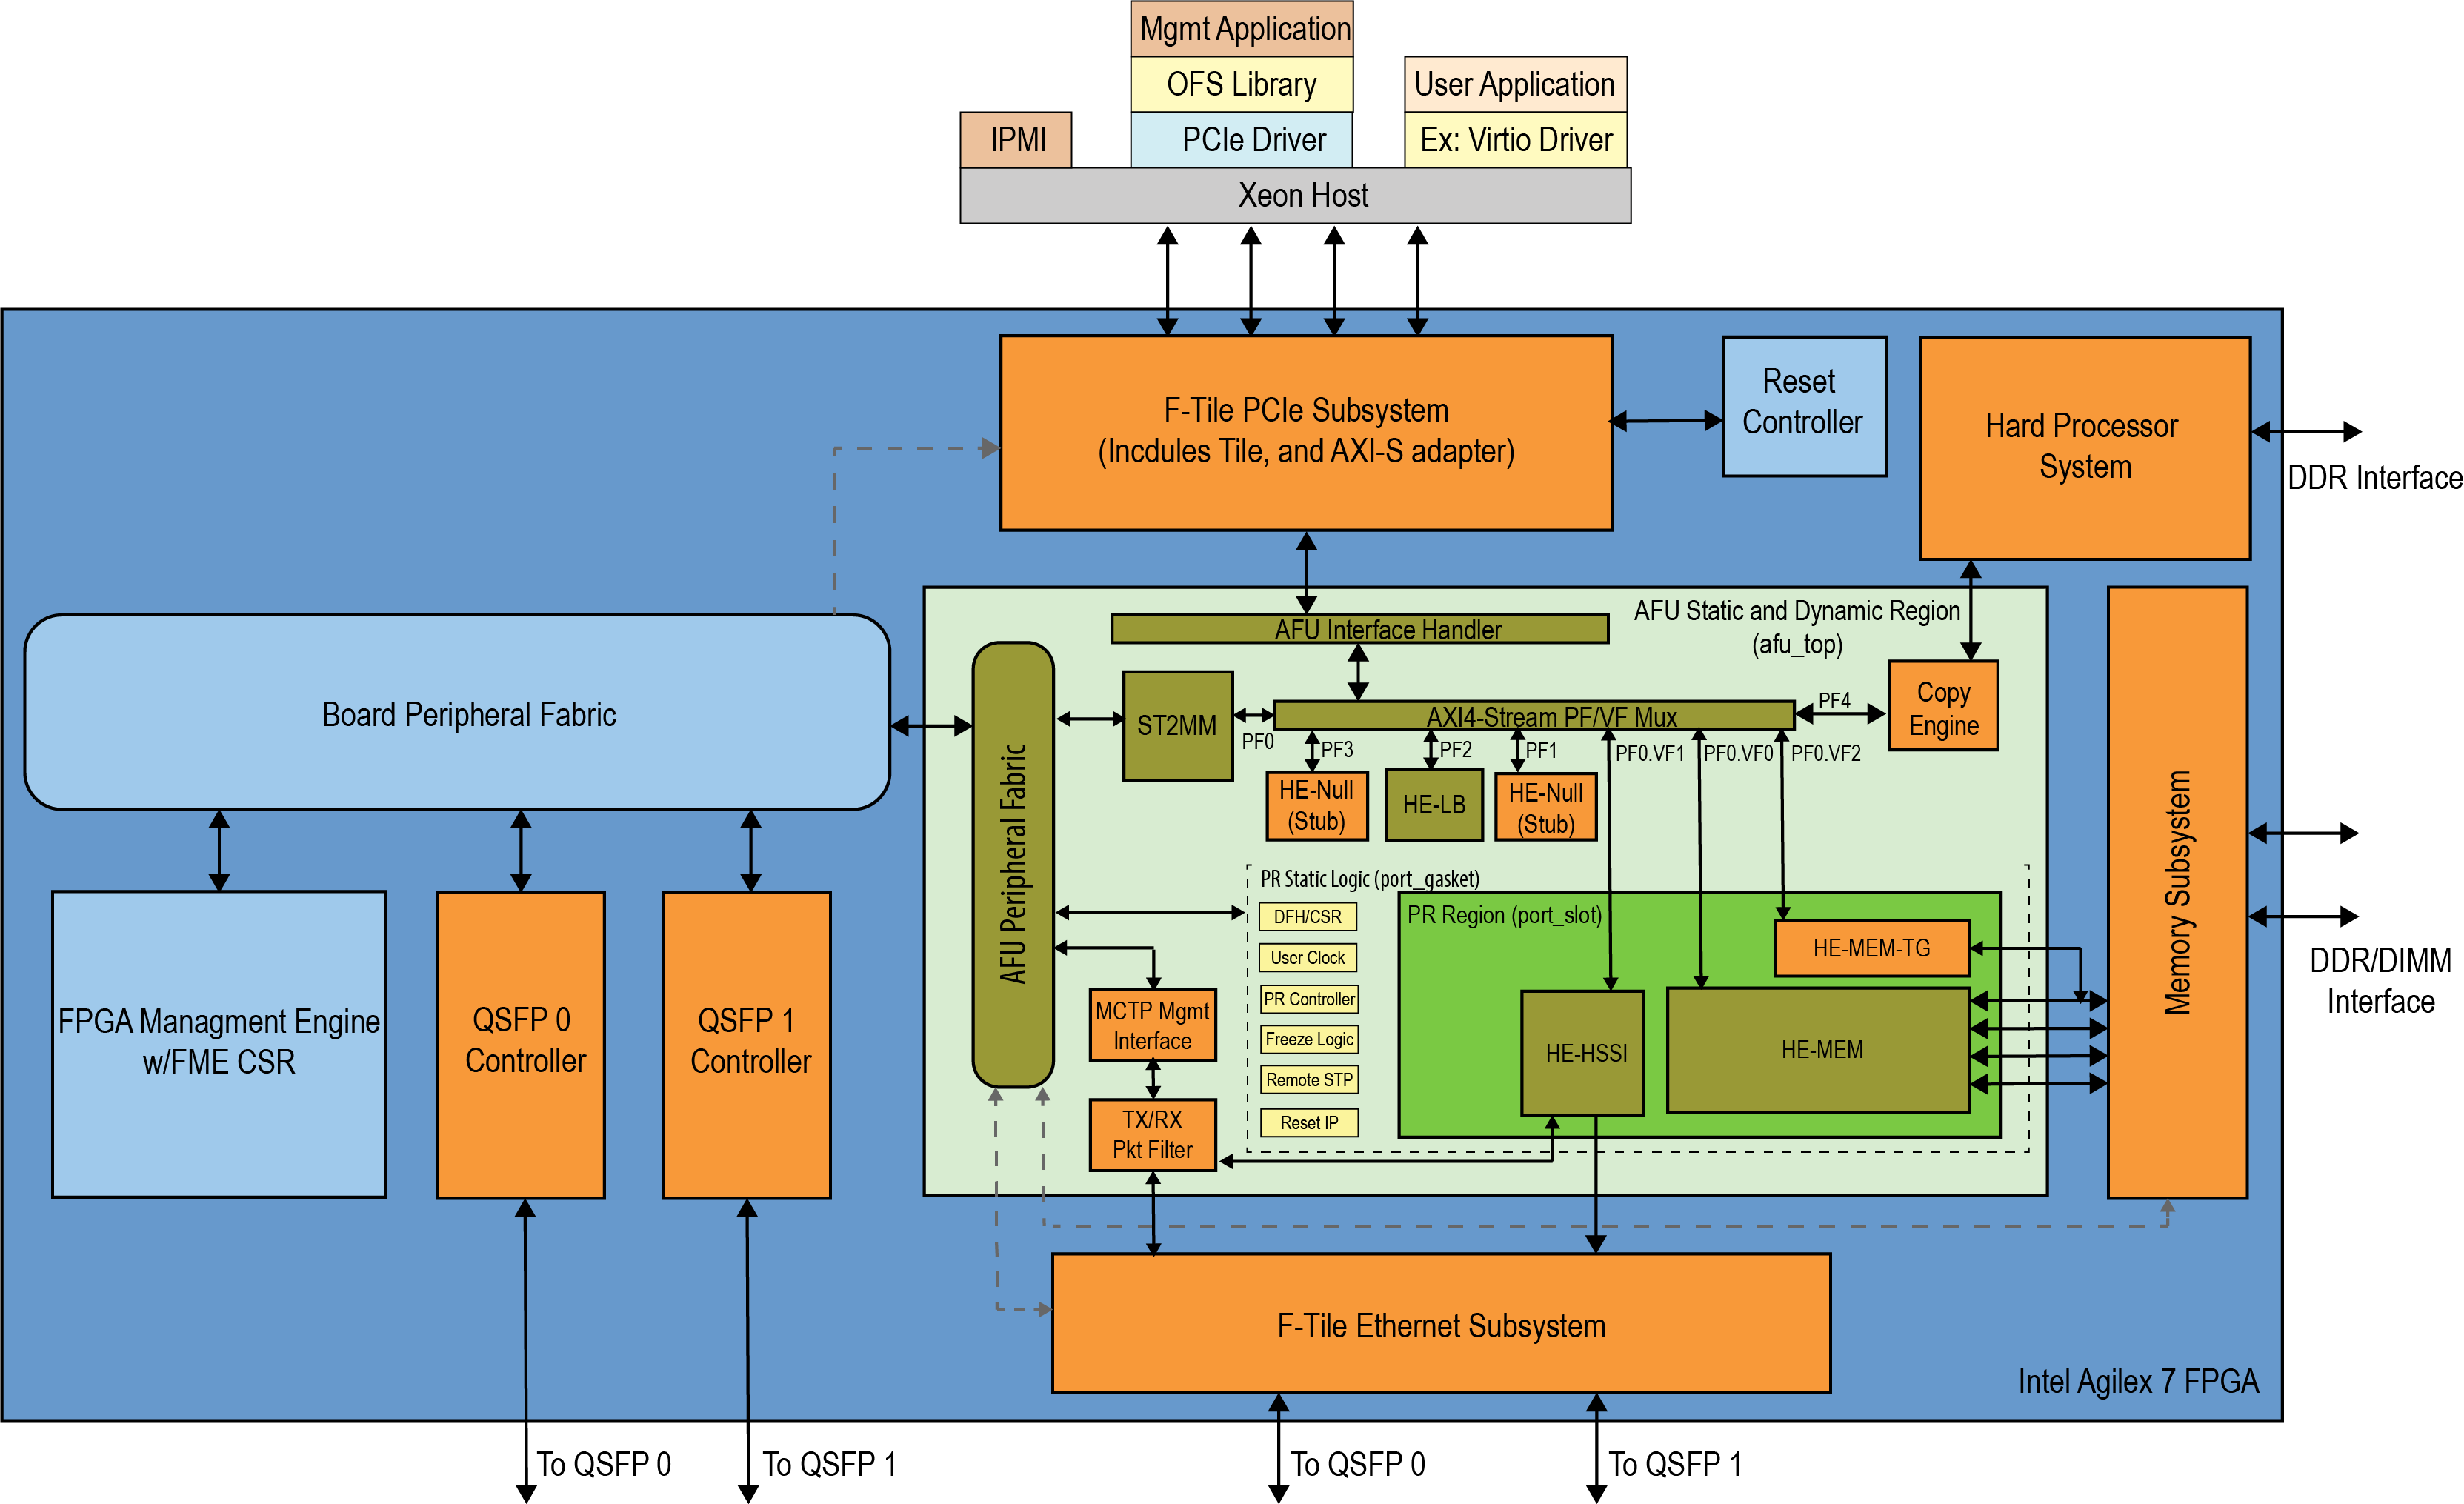 Mgmt Application
OFS Library
User Application
IPMI
PCIe Driver
Ex: Virtio Driver
Xeon Host
F-Tile PCIe Subsystem
(Incdules Tile, and AXI-S adapter)
Reset
Controller
Hard Processor
System
DDR Interface
AFU Interface Handler
AFU Static and Dynamic Region
(afu_top)
Board Peripheral Fabric
AFU Peripheral Fabric
ST2MM
PF0
AXI4-Stream PF/VF Mux
PF4
Copy
Engine
PF3
PF2
PF1
PF0.VF1
PF0.VF0
PF0.VF2
HE-Null
(Stub)
HE-LB
HE-Null
(Stub)
Memory Subsystem
PR Static Logic (port_gasket)
DFH/CSR
User Clock
PR Controller
Freeze Logic
Remote STP
Reset IP
PR Region (port_slot)
HE-MEM-TG
HE-HSSI
HE-MEM
DDR/DIMM
Interface
FPGA Managment Engine
w/FME CSR
QSFP 0
Controller
QSFP 1
Controller
MCTP Mgmt
Interface
TX/RX
Pkt Filter
F-Tile Ethernet Subsystem
Intel Agilex 7 FPGA
To QSFP 0
To QSFP 1
To QSFP 0
To QSFP 1